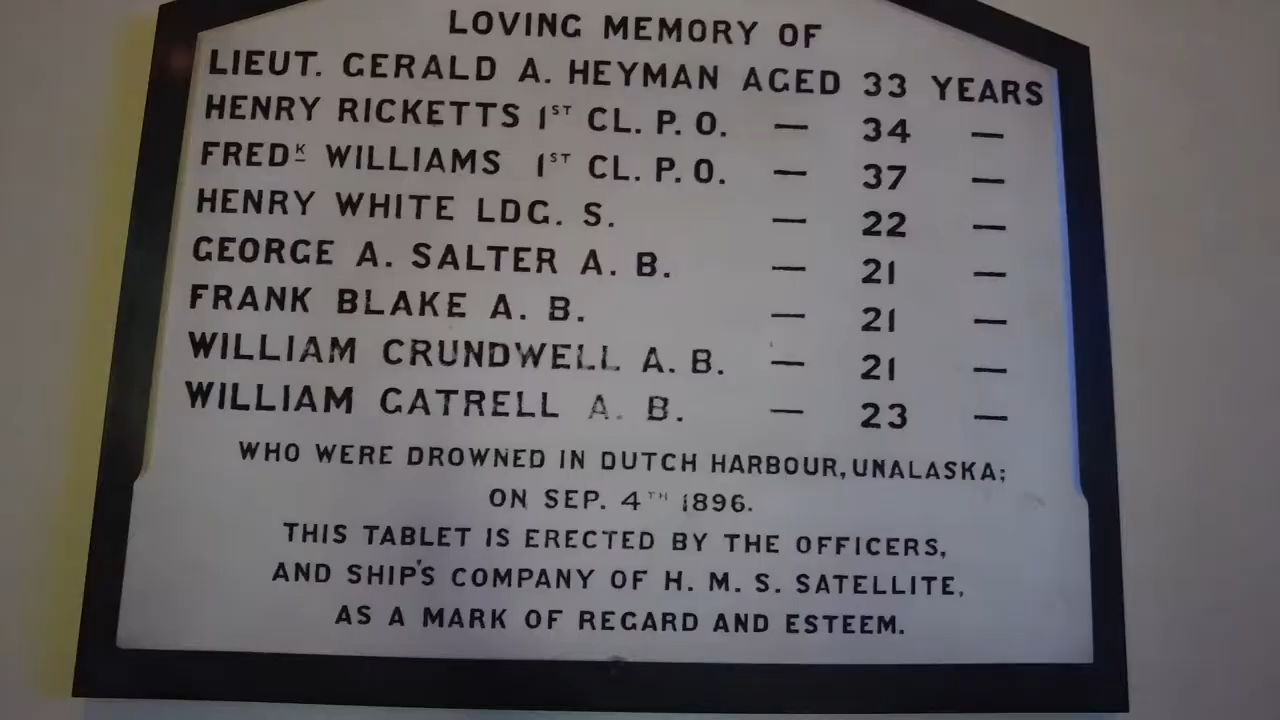 LOVING MEMORY OF
LIEUT. GERALD A. HEYMAN AGED 33 YEARS
HENRY RICKETTS 1ST CL. P. O. — 34 —
FREDK WILLIAMS 1ST CL. P. O. — 37 —
HENRY WHITE LDG. S. — 22 —
GEORGE A. SALTER A. B. — 21 —
FRANK BLAKE A. B. — 21 —
WILLIAM CRUNDWELL A. B. — 21 —
WILLIAM GATRELL A. B. — 23 —
WHO WERE DROWNED IN DUTCH HARBOUR, UNALASKA;
ON SEP. 4TH 1896.
THIS TABLET IS ERECTED BY THE OFFICERS,
AND SHIP'S COMPANY OF H. M. S. SATELLITE,
AS A MARK OF REGARD AND ESTEEM.